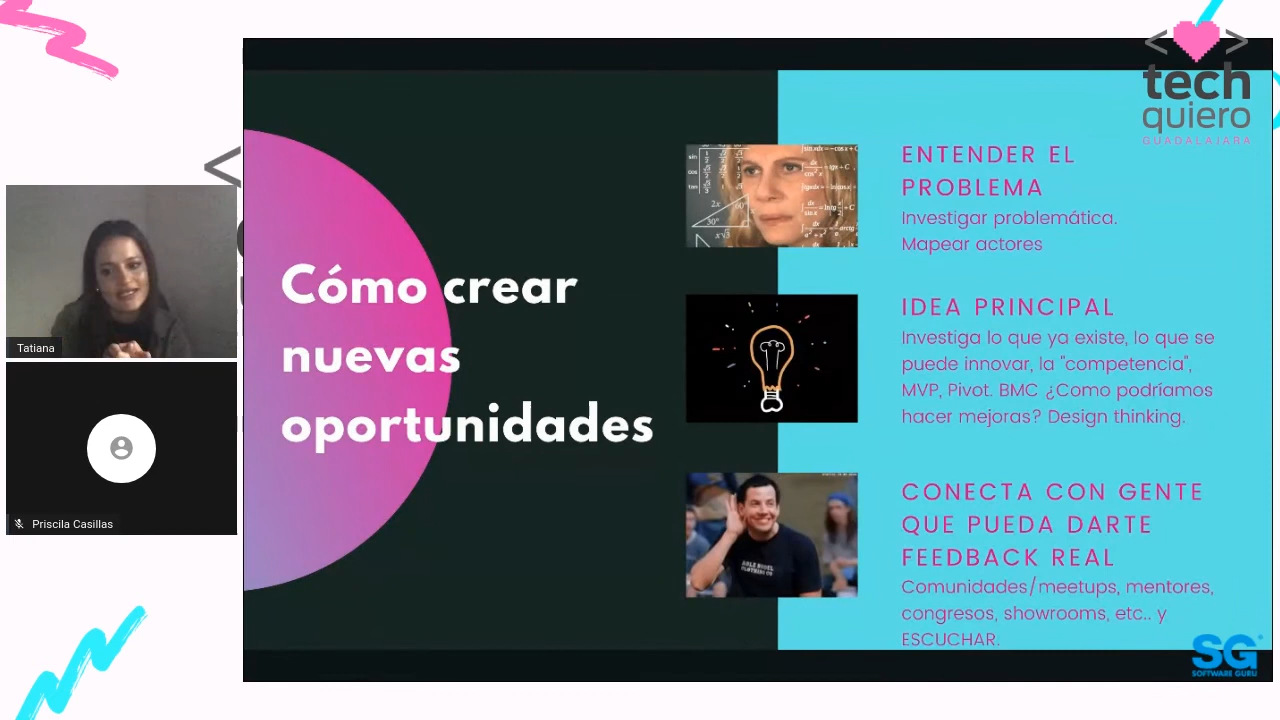 tech
quiero
GUADALAJARA
Cómo crear
nuevas
oportunidades
ENTENDER EL
PROBLEMA
Investigar problemática.
Mapear actores
IDEA PRINCIPAL
Investiga lo que ya existe, lo que se
puede innovar, la "competencia",
MVP, Pivot. BMC ¿Como podríamos
hacer mejoras? Design thinking.
CONECTA CON GENTE
QUE PUEDA DARTE
FEEDBACK REAL
Comunidades/meetups, mentores,
congresos, showrooms, etc.. y
ESCUCHAR.
Tatiana
Priscila Casillas
SG
SOFTWARE GURU